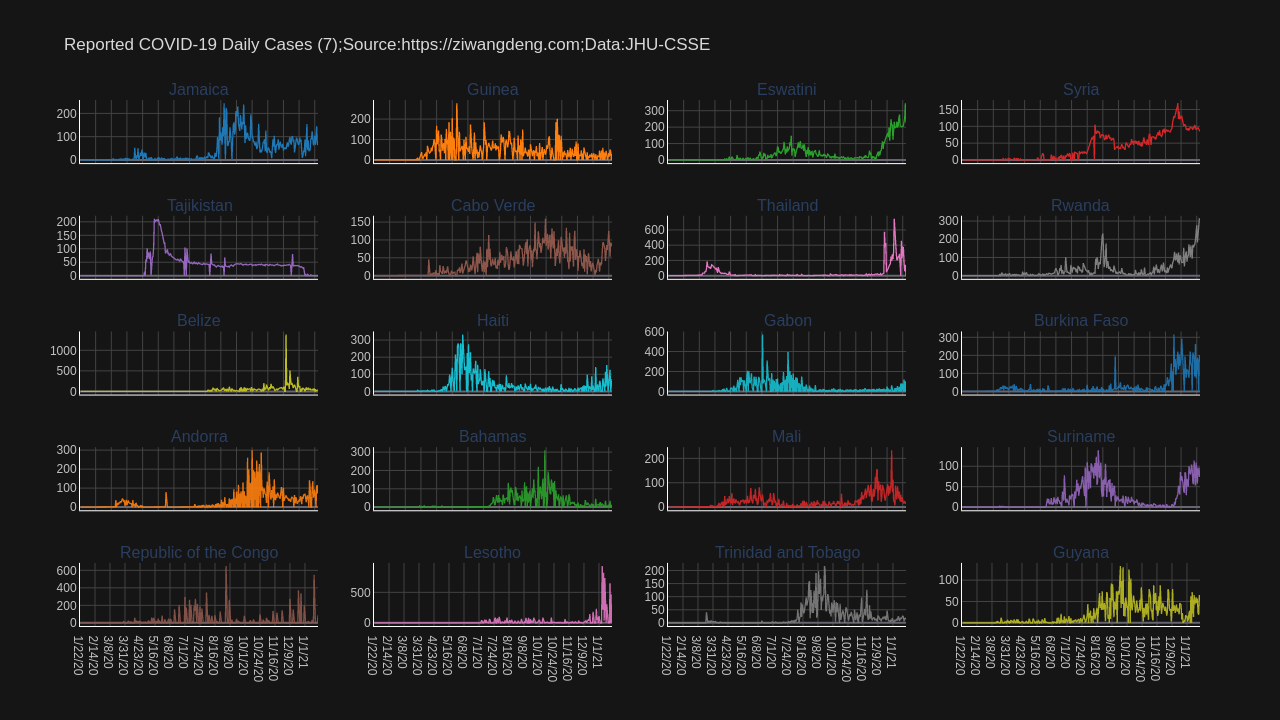 Reported COVID-19 Daily Cases (7);Source:https://ziwangdeng.com;Data:JHU-CSSE
Jamaica
200
100
0
Guinea
200
100
0
Eswatini
300
200
100
0
Syria
150
100
50
0
Tajikistan
200
150
100
50
0
Cabo Verde
150
100
50
0
Thailand
600
400
200
0
Rwanda
300
200
100
0
Belize
1000
500
0
Haiti
300
200
100
0
Gabon
600
400
200
0
Burkina Faso
300
200
100
0
Andorra
300
200
100
0
Bahamas
300
200
100
0
Mali
200
100
0
Suriname
100
50
0
Republic of the Congo
600
400
200
0
Lesotho
500
0
Trinidad and Tobago
200
150
100
50
0
Guyana
100
50
0
1/22/20 2/14/20 3/8/20 3/31/20 4/23/20 5/16/20 6/8/20 7/1/20 7/24/20 8/16/20 9/8/20 10/1/20 10/24/20 11/16/20 12/9/20 1/1/21
1/22/20 2/14/20 3/8/20 3/31/20 4/23/20 5/16/20 6/8/20 7/1/20 7/24/20 8/16/20 9/8/20 10/1/20 10/24/20 11/16/20 12/9/20 1/1/21
1/22/20 2/14/20 3/8/20 3/31/20 4/23/20 5/16/20 6/8/20 7/1/20 7/24/20 8/16/20 9/8/20 10/1/20 10/24/20 11/16/20 12/9/20 1/1/21
1/22/20 2/14/20 3/8/20 3/31/20 4/23/20 5/16/20 6/8/20 7/1/20 7/24/20 8/16/20 9/8/20 10/1/20 10/24/20 11/16/20 12/9/20 1/1/21